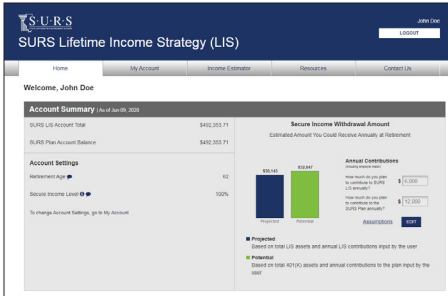 S·U·R·S
John Doe
LOGOUT
SURS Lifetime Income Strategy (LIS)
Home
My Account
Income Estimator
Resources
Contact Us
Welcome, John Doe
Account Summary | As of Jun 09, 2020
SURS LIS Account Total $492,353.71
SURS Plan Account Balance $492,353.71
Account Settings
Retirement Age 62
Secure Income Level 100%
To change Account Settings, go to My Account
Secure Income Withdrawal Amount
Estimated Amount You Could Receive Annually at Retirement
Projected
Potential
Annual Contributions
How much do you plan
to contribute to SURS
LIS annually?
$ 6,000
How much do you plan
to contribute to the
SURS Plan annually?
$ 12,000
Assumptions
EDIT
Projected
Based on total LIS assets and annual LIS contributions input by the user
Potential
Based on total 401(K) assets and annual contributions to the plan input by the
user